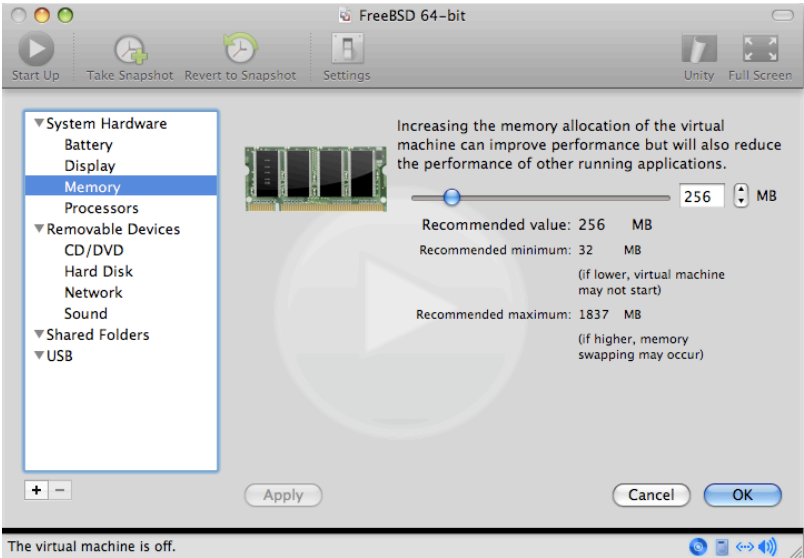 FreeBSD 64-bit
Start Up
Take Snapshot
Revert to Snapshot
Settings
Unity
Full Screen
System Hardware
Battery
Display
Memory
Processors
Removable Devices
CD/DVD
Hard Disk
Network
Sound
Shared Folders
USB
Increasing the memory allocation of the virtual
machine can improve performance but will also reduce
the performance of other running applications.
256 MB
Recommended value: 256 MB
Recommended minimum: 32 MB
(if lower, virtual machine
may not start)
Recommended maximum: 1837 MB
(if higher, memory
swapping may occur)
+ −
Apply
Cancel
OK
The virtual machine is off.